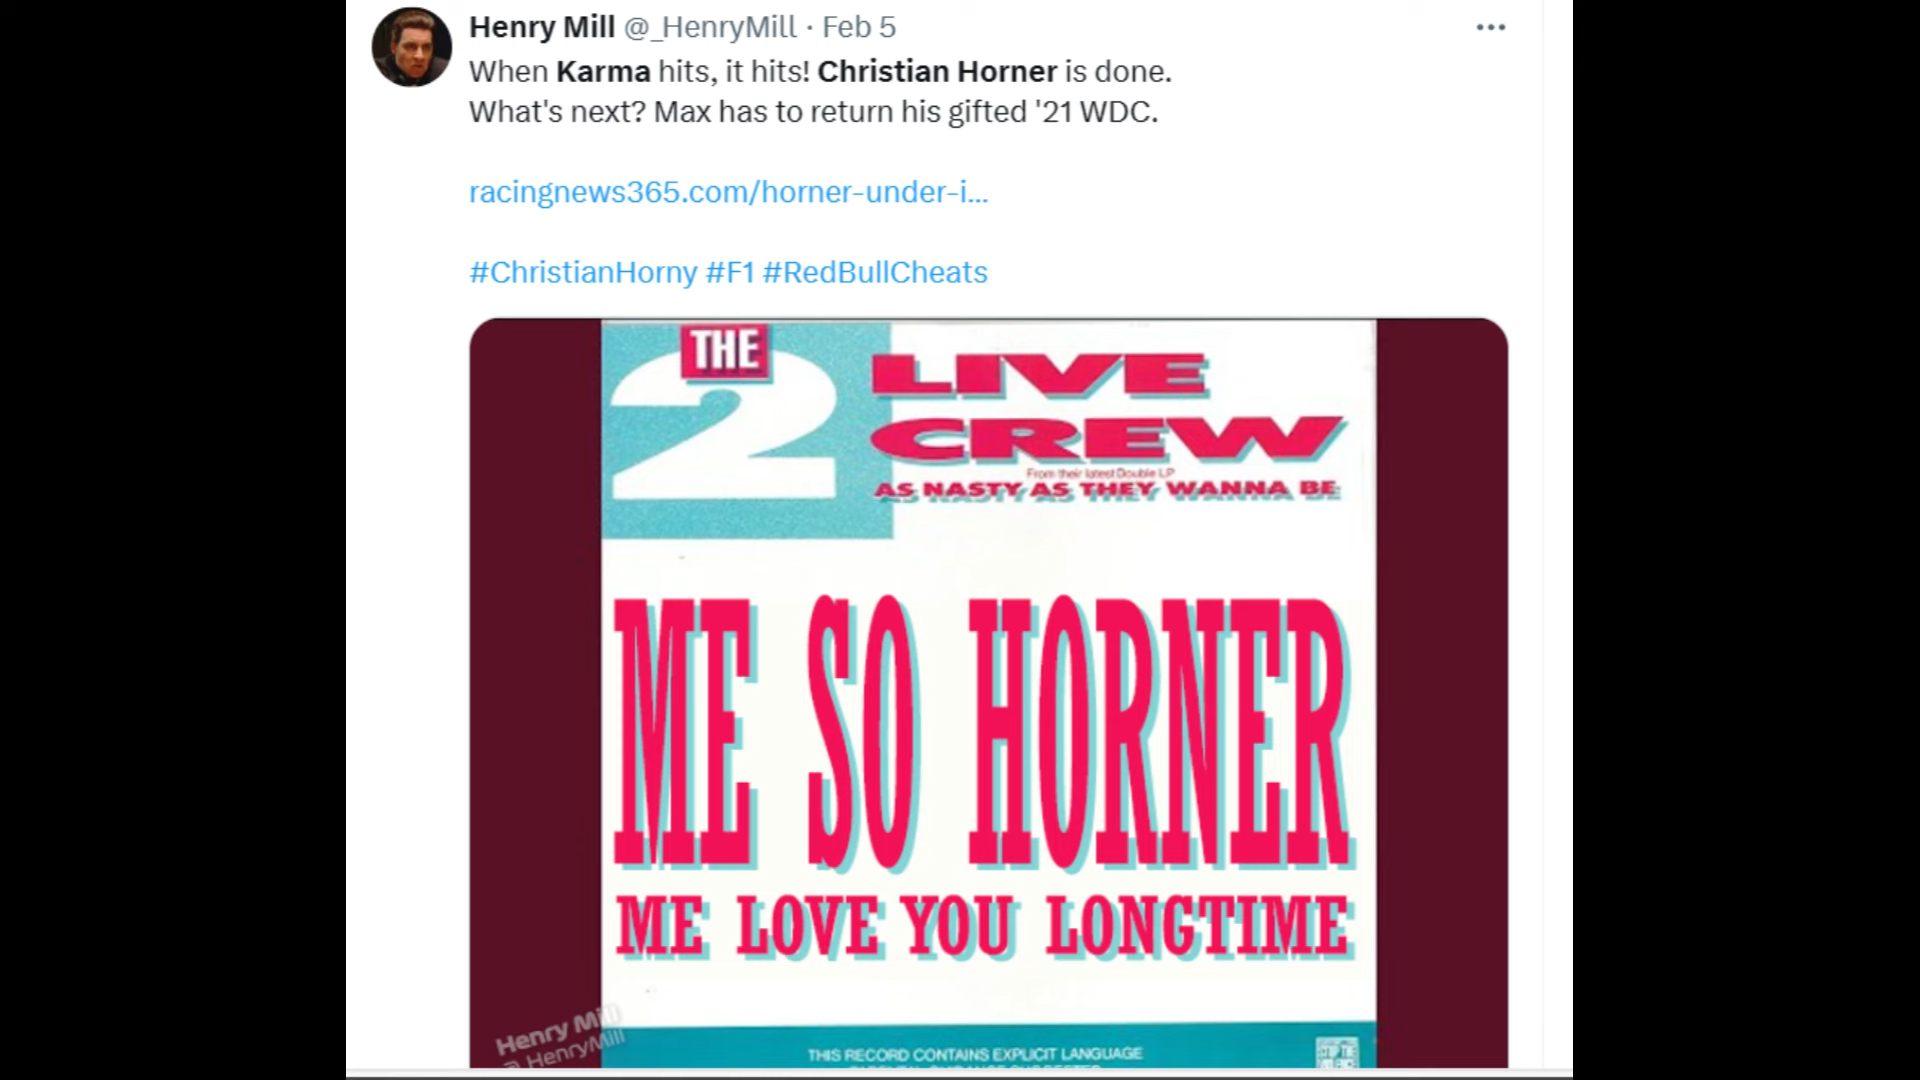 Henry Mill @_HenryMill · Feb 5
When Karma hits, it hits! Christian Horner is done.
What's next? Max has to return his gifted '21 WDC.
racingnews365.com/horner-under-i...
#ChristianHorny #F1 #RedBullCheats
THE
2 LIVE
CREW
From their latest Double LP
AS NASTY AS THEY WANNA BE
ME SO HORNER
ME LOVE YOU LONGTIME
Henry Mill
@_HenryMill
THIS RECORD CONTAINS EXPLICIT LANGUAGE